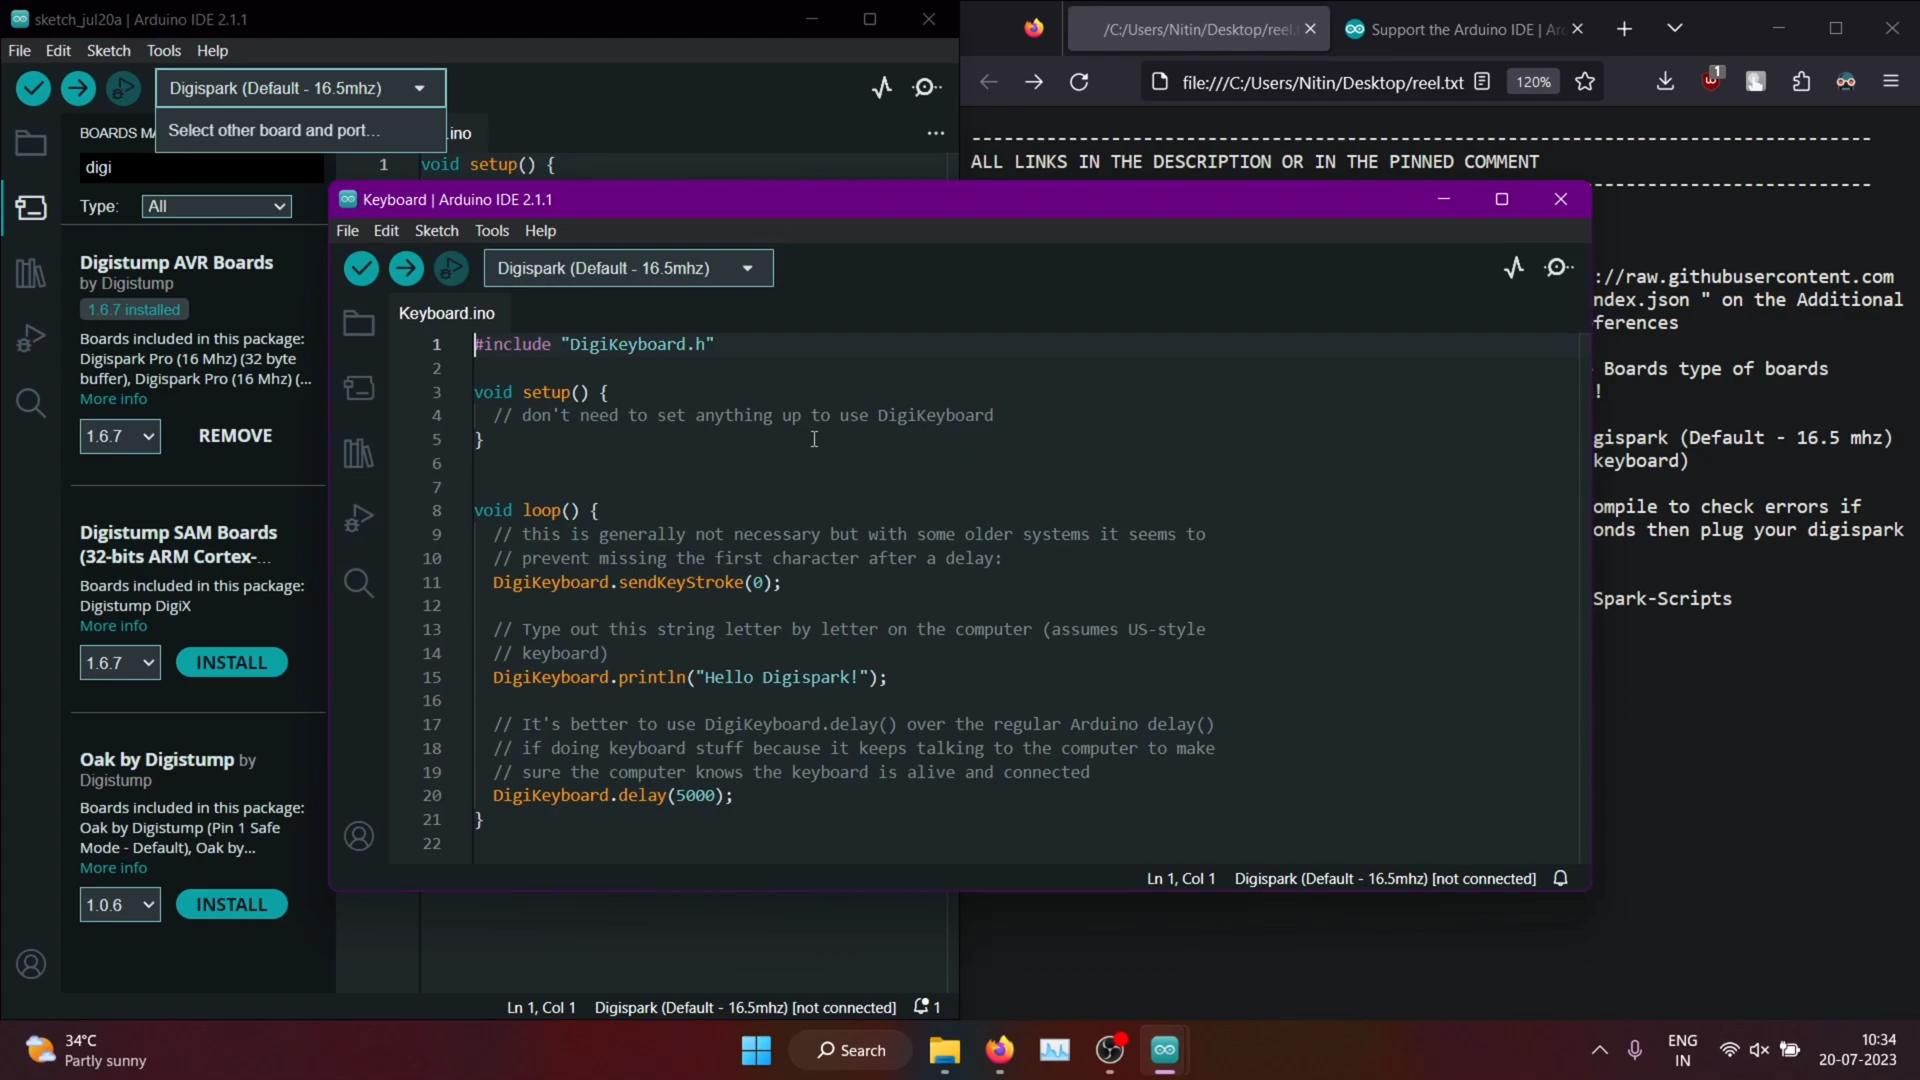 sketch_jul20a | Arduino IDE 2.1.1
File Edit Sketch Tools Help
Digispark (Default - 16.5mhz)
Select other board and port...
.ino
BOARDS MA
digi
Type: All
1 void setup() {
Digistump AVR Boards
by Digistump
1.6.7 installed
Boards included in this package:
Digispark Pro (16 Mhz) (32 byte
buffer), Digispark Pro (16 Mhz) (...
More info
1.6.7 REMOVE
Digistump SAM Boards
(32-bits ARM Cortex-...
Boards included in this package:
Digistump DigiX
More info
1.6.7 INSTALL
Oak by Digistump by
Digistump
Boards included in this package:
Oak by Digistump (Pin 1 Safe
Mode - Default), Oak by...
More info
1.0.6 INSTALL
Ln 1, Col 1 Digispark (Default - 16.5mhz) [not connected] 1
/C:/Users/Nitin/Desktop/reel.
Support the Arduino IDE | Ar
file:///C:/Users/Nitin/Desktop/reel.txt 120% 1
--------------------------------------------------------------------------------
ALL LINKS IN THE DESCRIPTION OR IN THE PINNED COMMENT
--------------------------
://raw.githubusercontent.com
ndex.json " on the Additional
ferences
Boards type of boards
!
gispark (Default - 16.5 mhz)
keyboard)
ompile to check errors if
onds then plug your digispark
Spark-Scripts
Keyboard | Arduino IDE 2.1.1
File Edit Sketch Tools Help
Digispark (Default - 16.5mhz)
Keyboard.ino
1 #include "DigiKeyboard.h"
2
3 void setup() {
4 // don't need to set anything up to use DigiKeyboard
5 }
6
7
8 void loop() {
9 // this is generally not necessary but with some older systems it seems to
10 // prevent missing the first character after a delay:
11 DigiKeyboard.sendKeyStroke(0);
12
13 // Type out this string letter by letter on the computer (assumes US-style
14 // keyboard)
15 DigiKeyboard.println("Hello Digispark!");
16
17 // It's better to use DigiKeyboard.delay() over the regular Arduino delay()
18 // if doing keyboard stuff because it keeps talking to the computer to make
19 // sure the computer knows the keyboard is alive and connected
20 DigiKeyboard.delay(5000);
21 }
22
Ln 1, Col 1 Digispark (Default - 16.5mhz) [not connected]
34°C
Partly sunny
Search
ENG
IN
10:34
20-07-2023